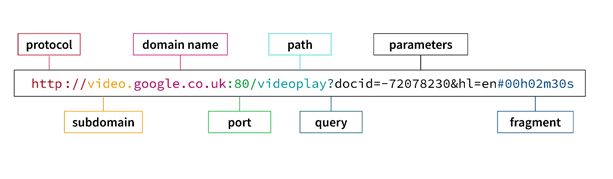 protocol domain name path parameters
http://video.google.co.uk:80/videoplay?docid=-72078230&hl=en#00h02m30s
subdomain port query fragment